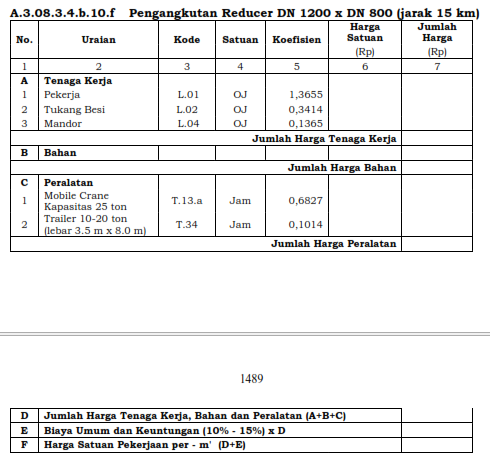 A.3.08.3.4.b.10.f Pengangkutan Reducer DN 1200 x DN 800 (jarak 15 km)
No. Uraian Kode Satuan Koefisien Harga Satuan (Rp) Jumlah Harga (Rp)
1 2 3 4 5 6 7
A Tenaga Kerja
1 Pekerja L.01 OJ 1,3655
2 Tukang Besi L.02 OJ 0,3414
3 Mandor L.04 OJ 0,1365
Jumlah Harga Tenaga Kerja
B Bahan
Jumlah Harga Bahan
C Peralatan
1 Mobile Crane Kapasitas 25 ton T.13.a Jam 0,6827
2 Trailer 10-20 ton (lebar 3.5 m x 8.0 m) T.34 Jam 0,1014
Jumlah Harga Peralatan
1489
D Jumlah Harga Tenaga Kerja, Bahan dan Peralatan (A+B+C)
E Biaya Umum dan Keuntungan (10% - 15%) x D
F Harga Satuan Pekerjaan per - m' (D+E)